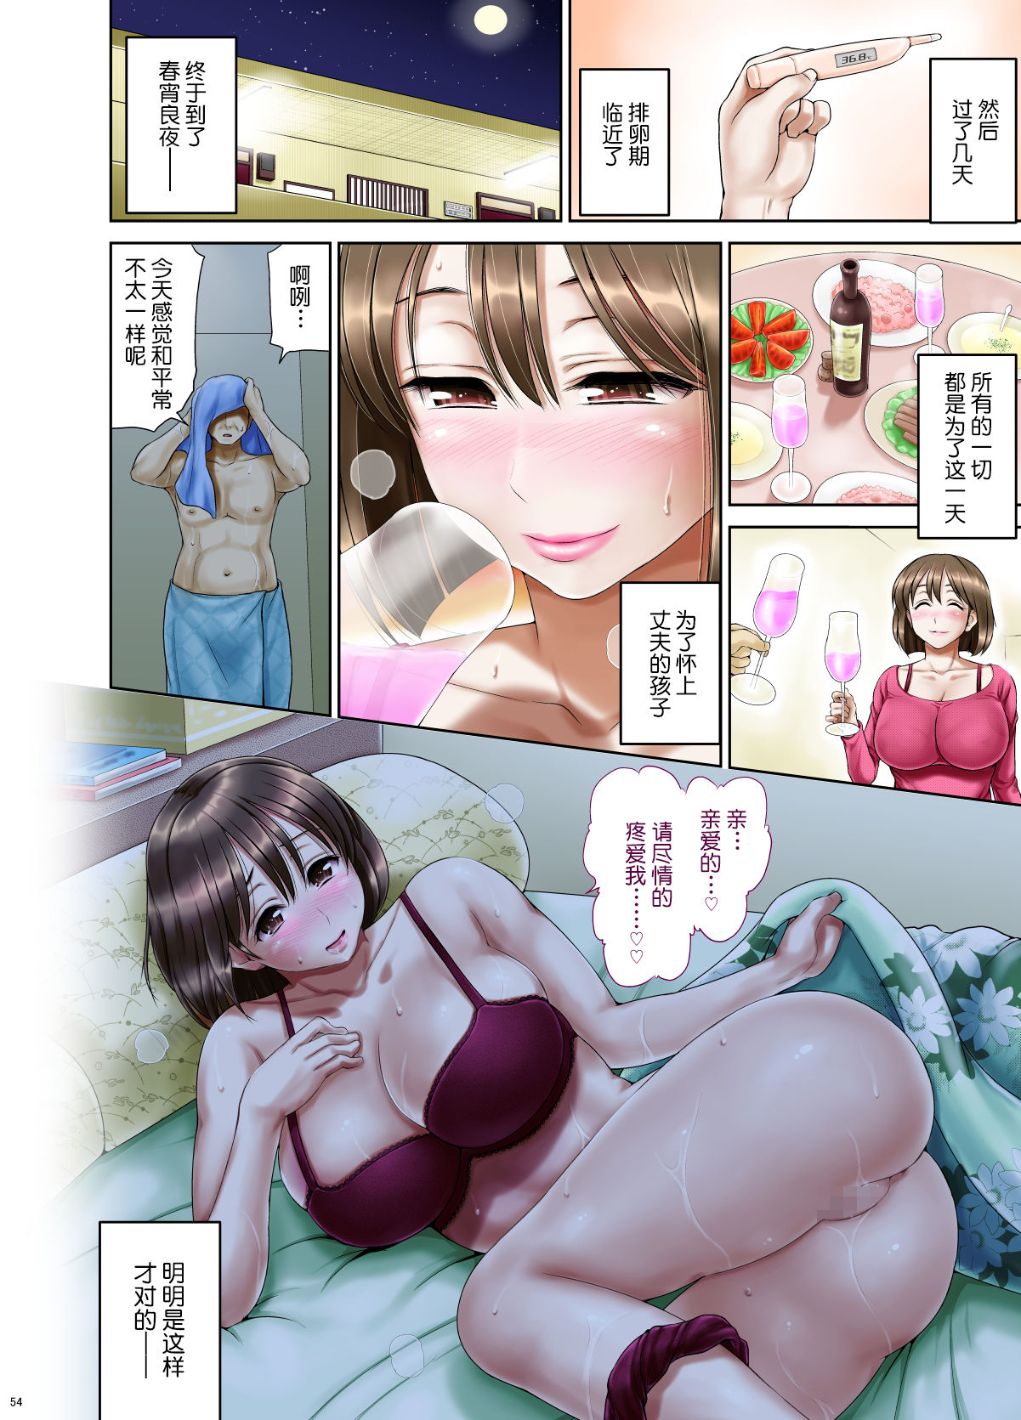 然后
过了几天
36.8℃
排卵期
临近了
终于到了
春宵良夜——
所有的一切
都是为了这一天
为了怀上
丈夫的孩子
啊咧…
今天感觉和平常
不太一样呢
亲…
亲爱的…♡
请尽情的
疼爱我……♡♡
明明是这样
才对的——
54